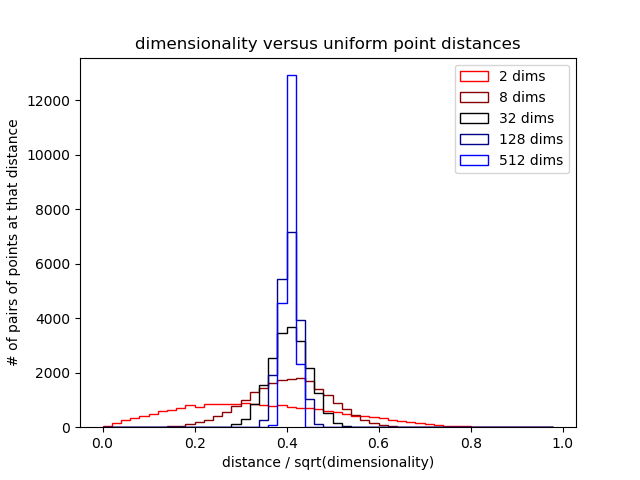 dimensionality versus uniform point distances
2 dims
8 dims
32 dims
128 dims
512 dims
# of pairs of points at that distance
12000
10000
8000
6000
4000
2000
0
0.0 0.2 0.4 0.6 0.8 1.0
distance / sqrt(dimensionality)